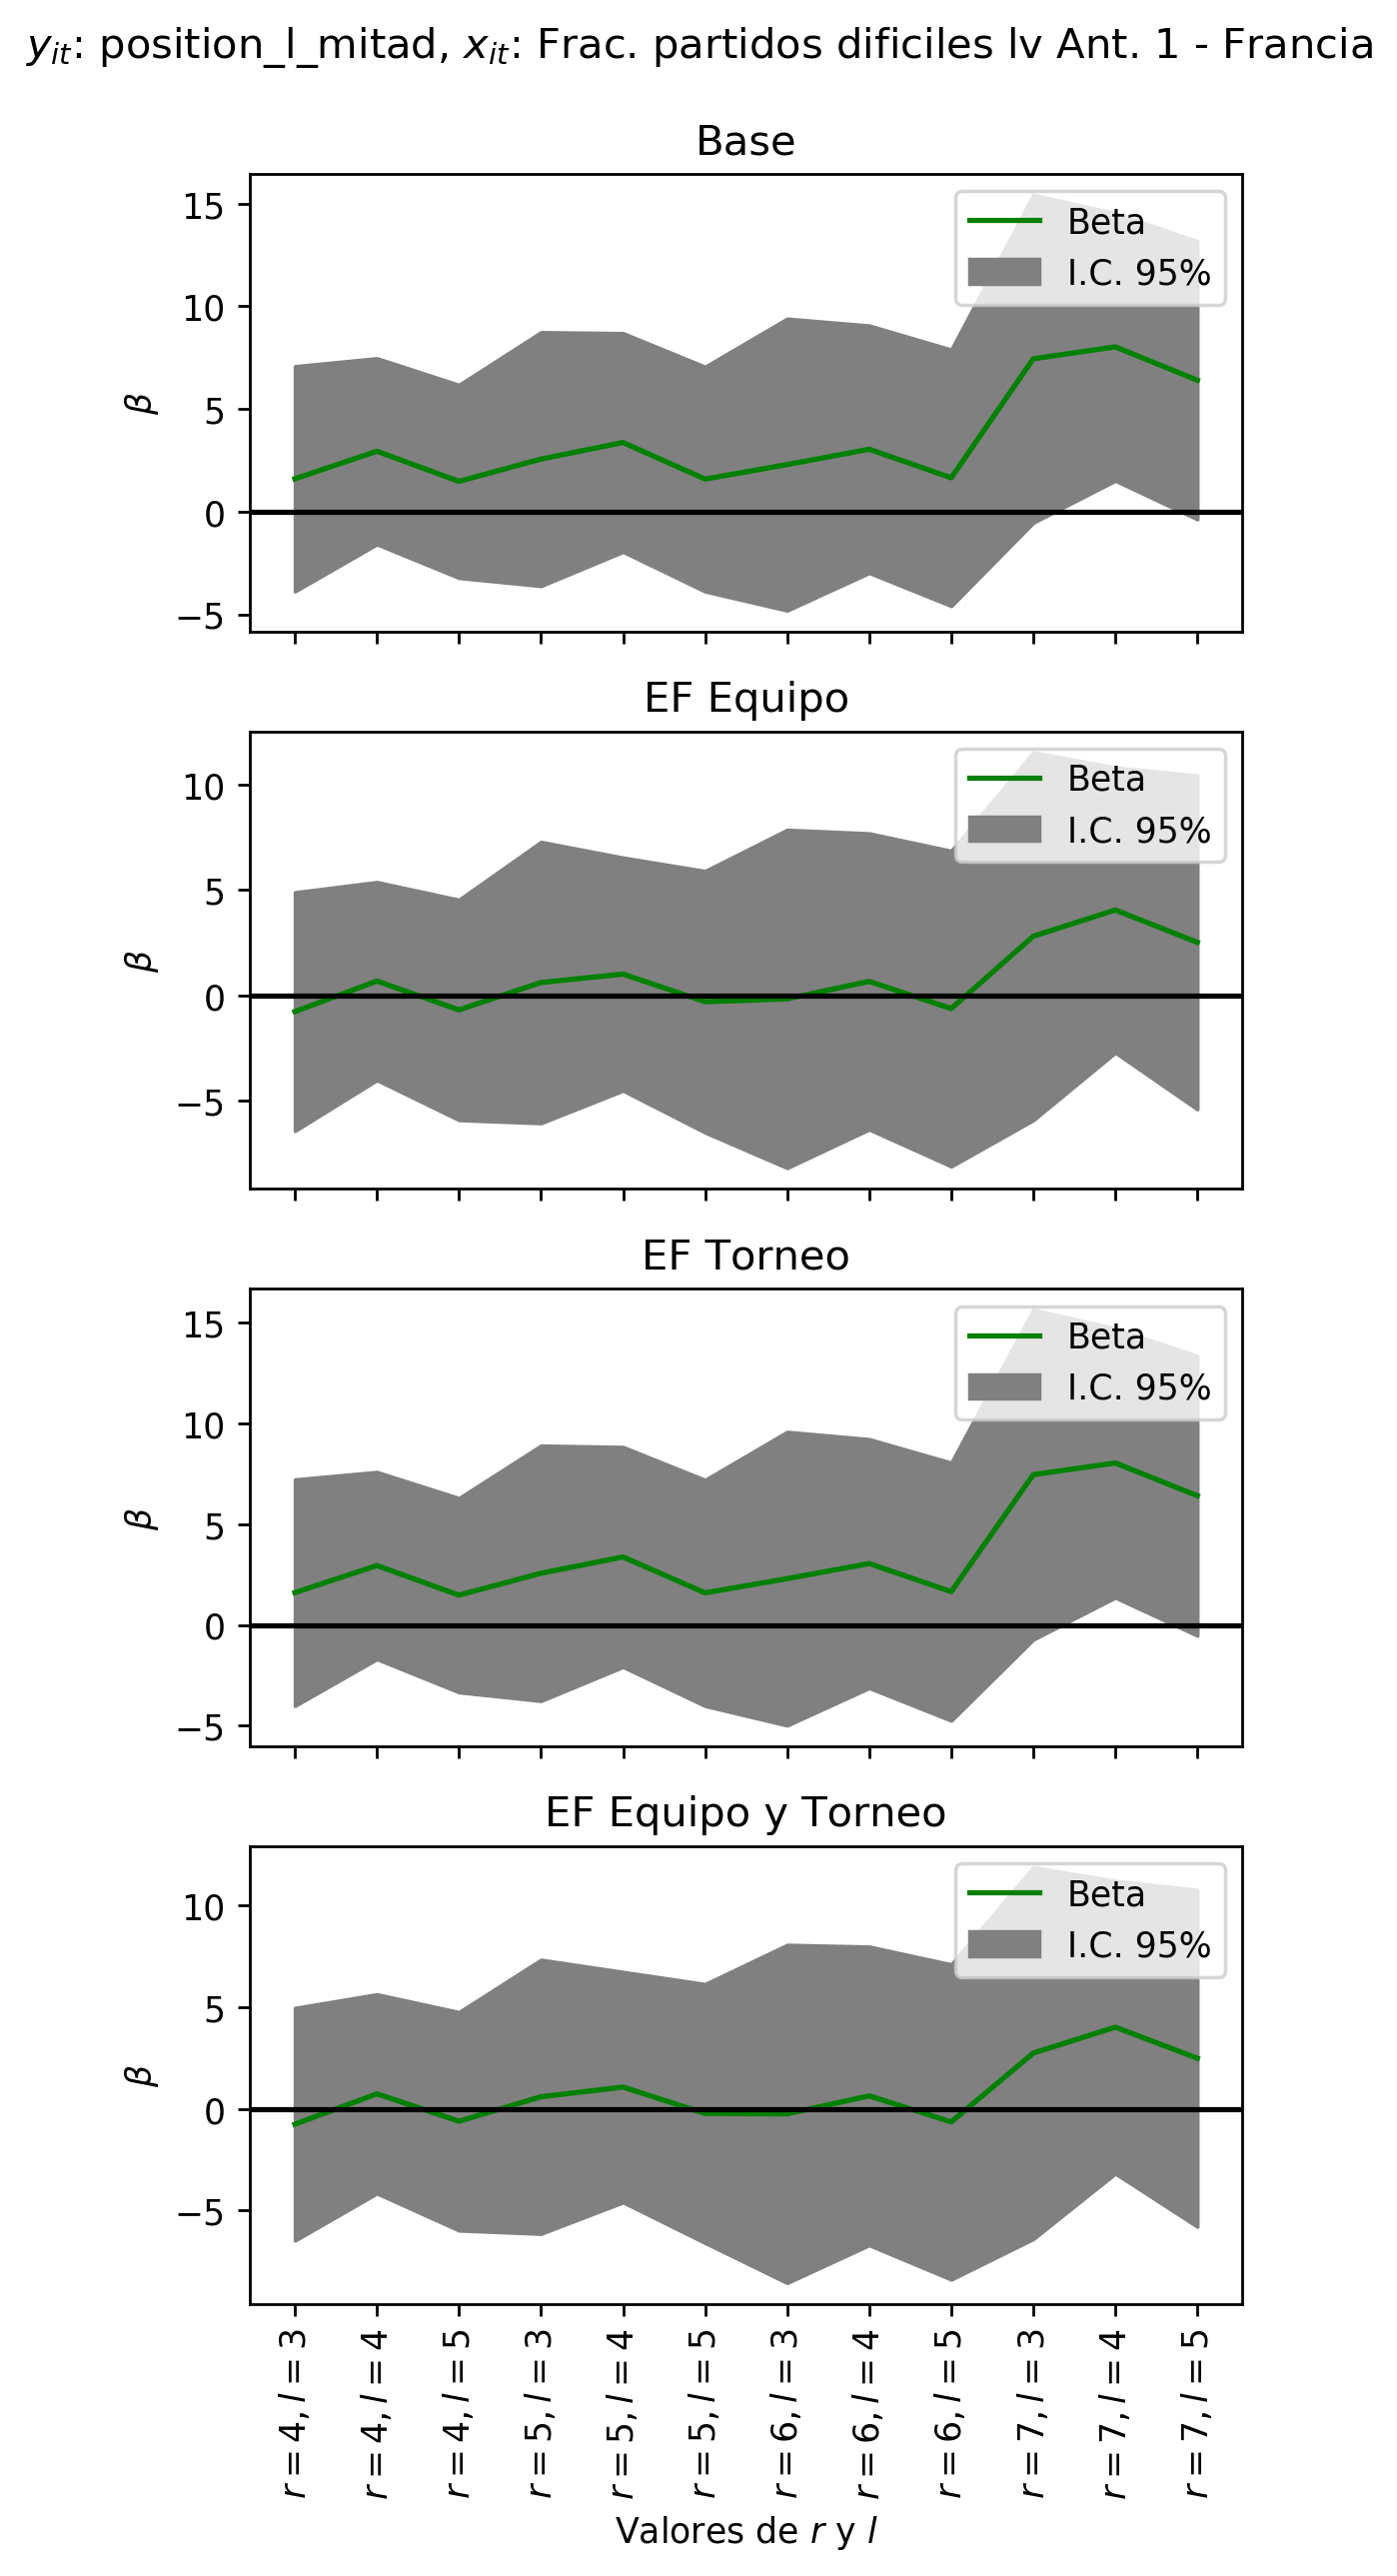 y_it: position_l_mitad, x_it: Frac. partidos dificiles lv Ant. 1 - Francia
Base
15
10
5
0
−5
β
Beta
I.C. 95%
EF Equipo
10
5
0
−5
β
Beta
I.C. 95%
EF Torneo
15
10
5
0
−5
β
Beta
I.C. 95%
EF Equipo y Torneo
10
5
0
−5
β
Beta
I.C. 95%
r = 4, l = 3
r = 4, l = 4
r = 4, l = 5
r = 5, l = 3
r = 5, l = 4
r = 5, l = 5
r = 6, l = 3
r = 6, l = 4
r = 6, l = 5
r = 7, l = 3
r = 7, l = 4
r = 7, l = 5
Valores de r y l